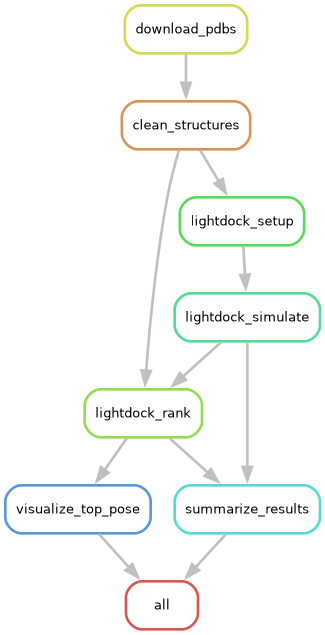 download_pdbs
clean_structures
lightdock_setup
lightdock_simulate
lightdock_rank
visualize_top_pose
summarize_results
all